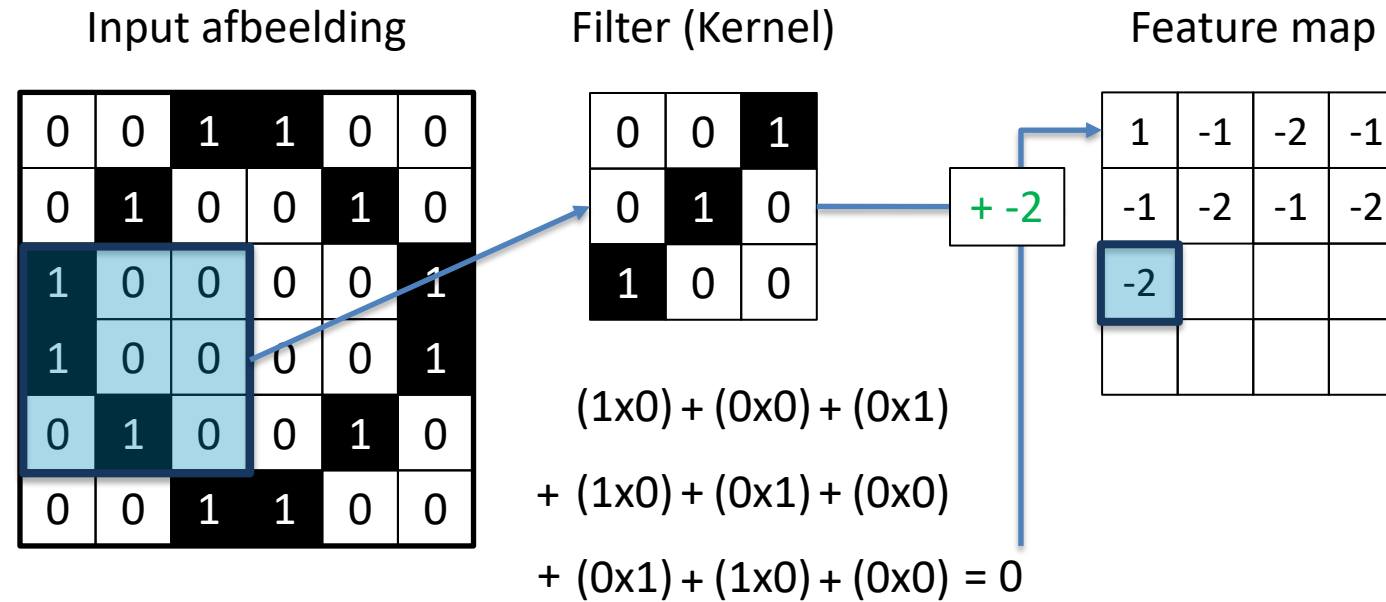 Input afbeelding Filter (Kernel) Feature map
0 0 1 1 0 0
0 1 0 0 1 0
1 0 0 0 0 1
1 0 0 0 0 1
0 1 0 0 1 0
0 0 1 1 0 0
0 0 1
0 1 0
1 0 0
+ -2
(1x0) + (0x0) + (0x1)
+ (1x0) + (0x1) + (0x0)
+ (0x1) + (1x0) + (0x0) = 0
1 -1 -2 -1
-1 -2 -1 -2
-2